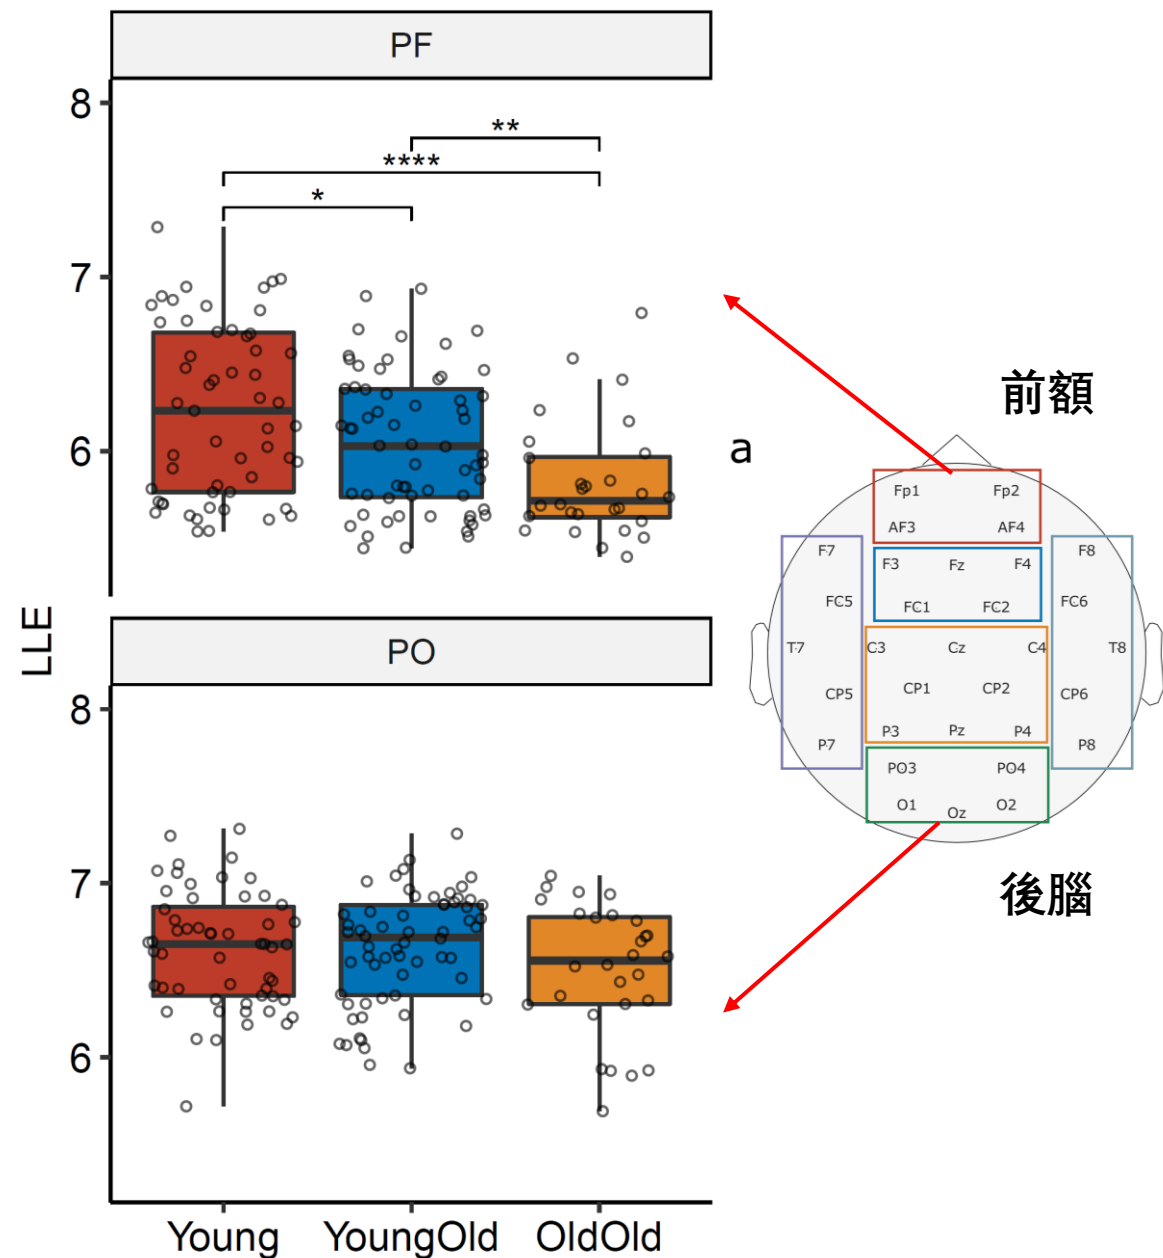 PF
8
**
****
*
7
6
LLE
PO
8
7
6
Young YoungOld OldOld
前額
a
Fp1 Fp2
AF3 AF4
F7 F8
F3 Fz F4
FC5 FC1 FC2 FC6
T7 C3 Cz C4 T8
CP5 CP1 CP2 CP6
P3 Pz P4
P7 P8
PO3 PO4
O1 Oz O2
後腦